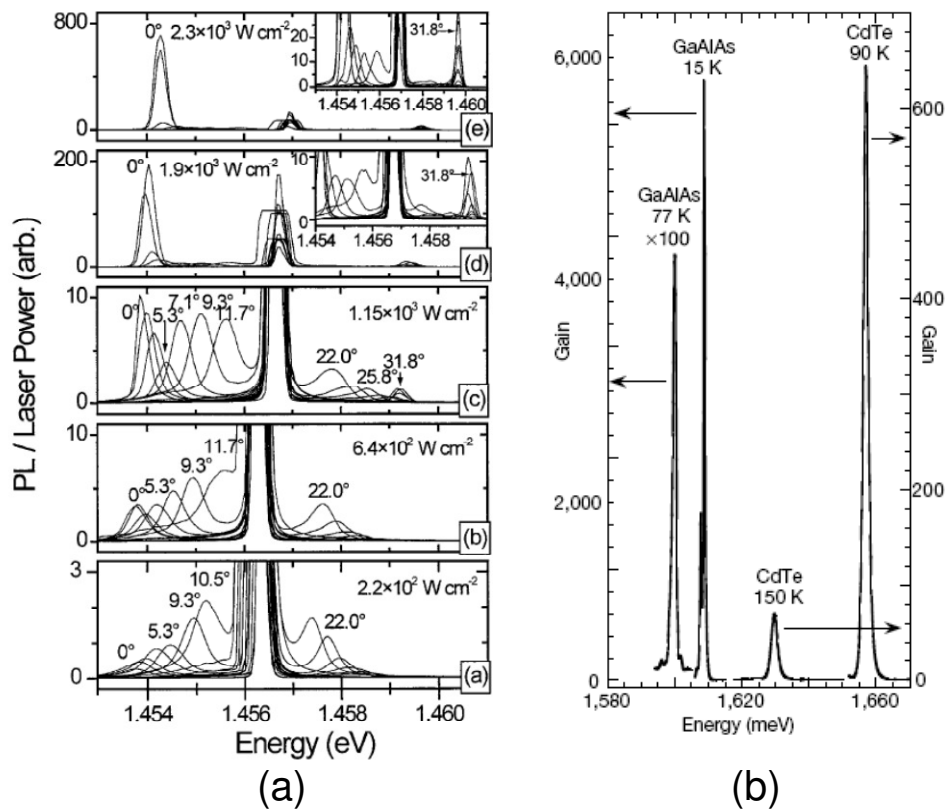 PL / Laser Power (arb.)
800
0
0° 2.3×10³ W cm⁻²
20
10
0
31.8°
1.454 1.456 1.458 1.460
(e)
200
0
0° 1.9×10³ W cm⁻²
10
0
31.8°
1.454 1.456 1.458
(d)
10
0
0° 5.3° 7.1° 9.3° 11.7°
1.15×10³ W cm⁻²
22.0° 25.8° 31.8°
(c)
10
0
0° 5.3° 9.3° 11.7°
6.4×10² W cm⁻²
22.0°
(b)
3
0
0° 5.3° 9.3° 10.5°
2.2×10² W cm⁻²
22.0°
(a)
1.454 1.456 1.458 1.460
Energy (eV)
(a)
6,000
4,000
2,000
0
Gain
GaAlAs
15 K
GaAlAs
77 K
×100
CdTe
90 K
CdTe
150 K
600
400
200
0
Gain
1,580 1,620 1,660
Energy (meV)
(b)